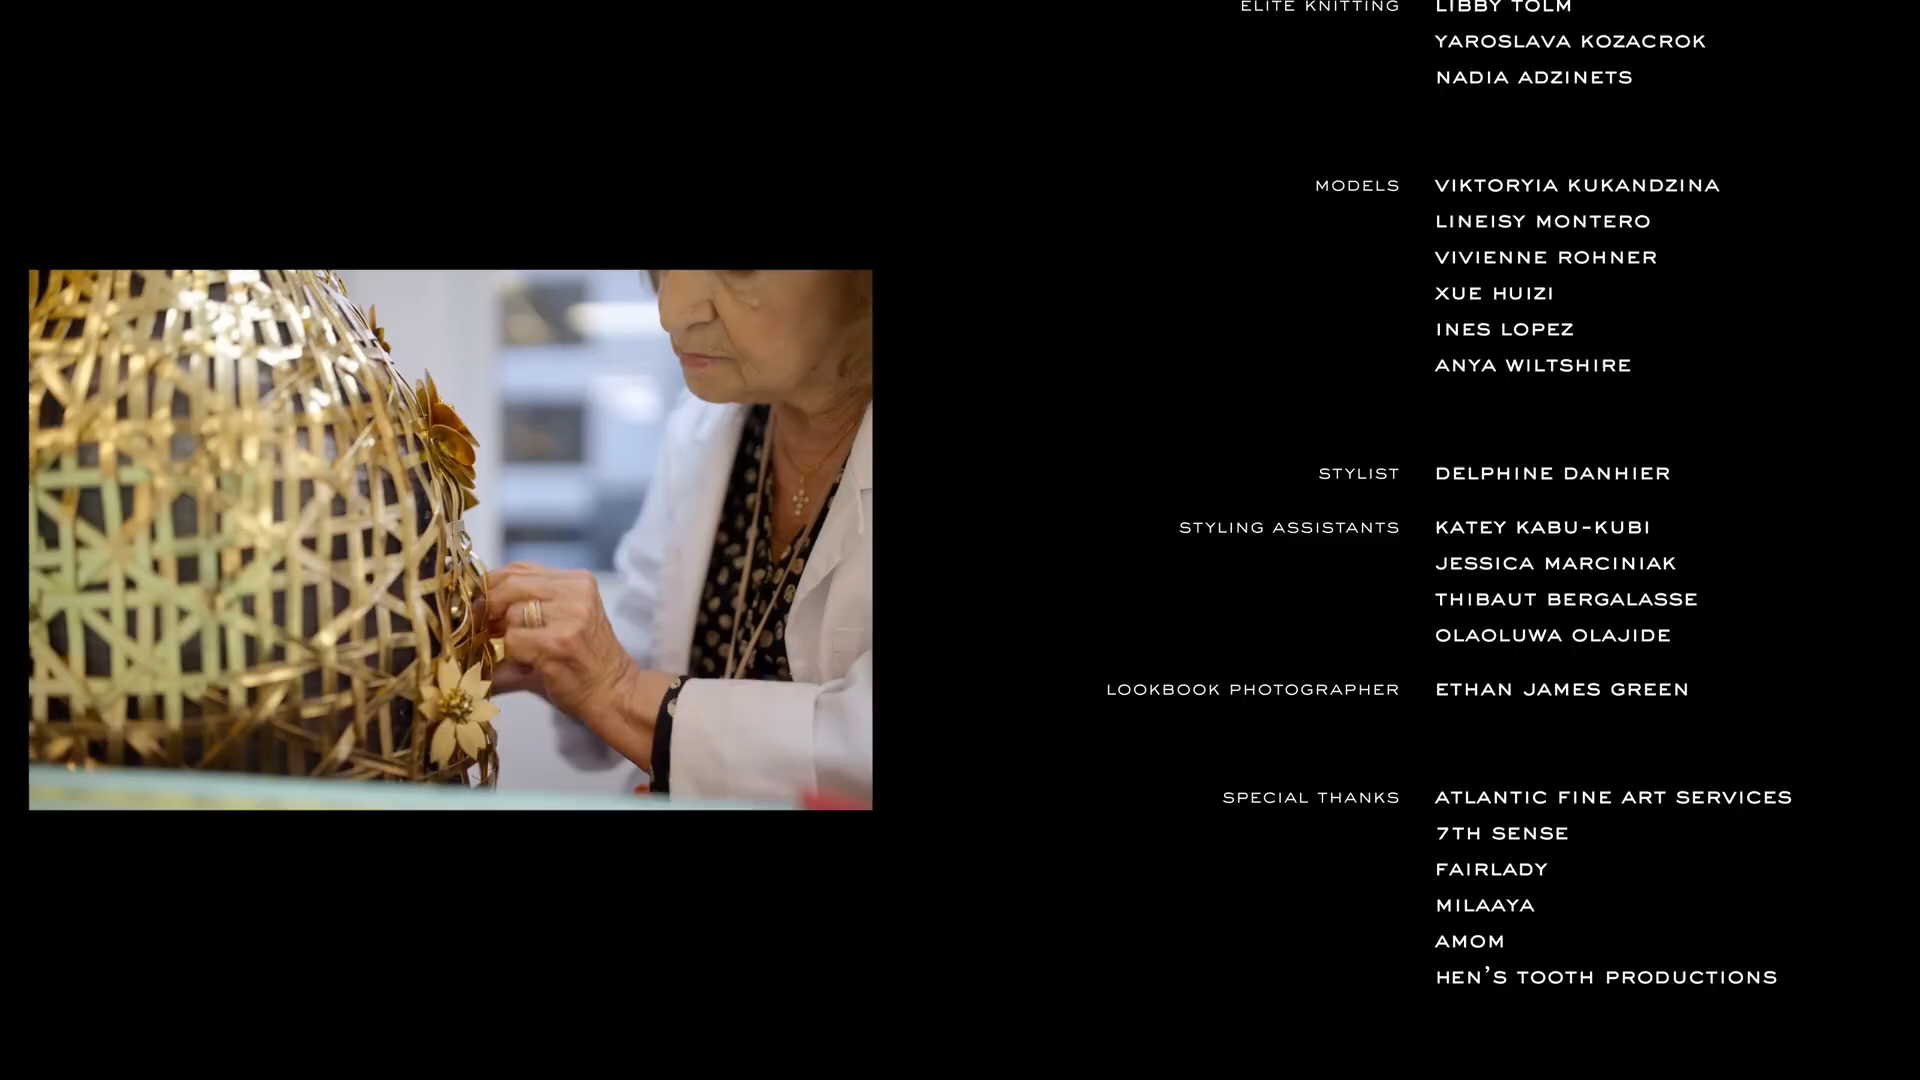 ELITE KNITTING LIBBY TOLM
YAROSLAVA KOZACROK
NADIA ADZINETS
MODELS VIKTORYIA KUKANDZINA
LINEISY MONTERO
VIVIENNE ROHNER
XUE HUIZI
INES LOPEZ
ANYA WILTSHIRE
STYLIST DELPHINE DANHIER
STYLING ASSISTANTS KATEY KABU-KUBI
JESSICA MARCINIAK
THIBAUT BERGALASSE
OLAOLUWA OLAJIDE
LOOKBOOK PHOTOGRAPHER ETHAN JAMES GREEN
SPECIAL THANKS ATLANTIC FINE ART SERVICES
7TH SENSE
FAIRLADY
MILAAYA
AMOM
HEN'S TOOTH PRODUCTIONS